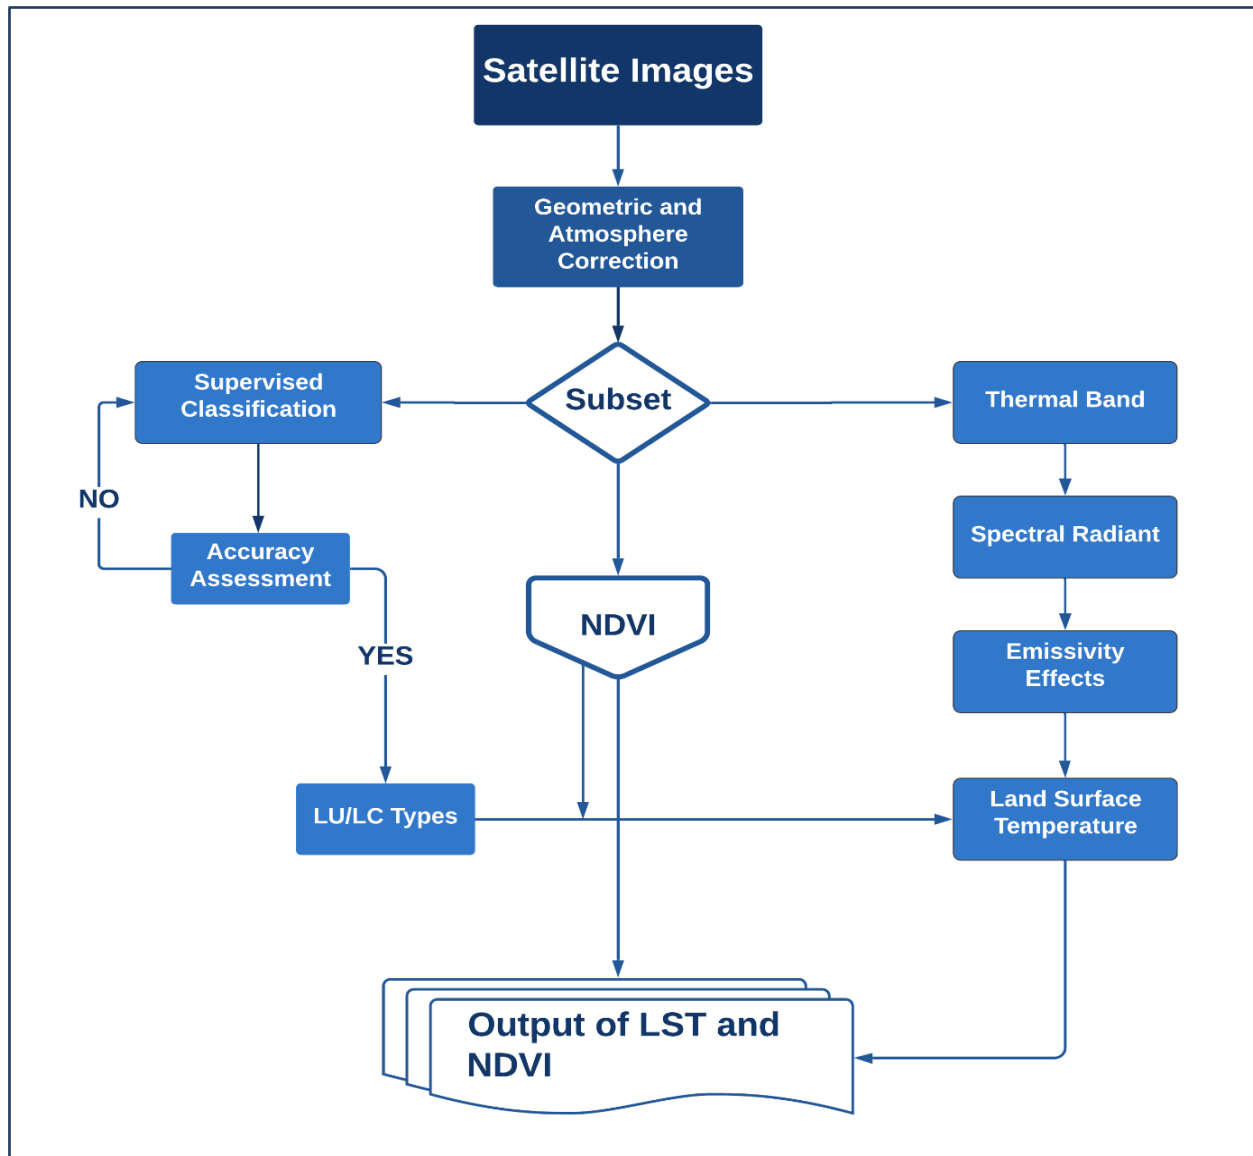 Satellite Images
Geometric and
Atmosphere
Correction
Subset
Supervised
Classification
Thermal Band
NO
Spectral Radiant
Accuracy
Assessment
NDVI
YES
Emissivity
Effects
LU/LC Types
Land Surface
Temperature
Output of LST and
NDVI